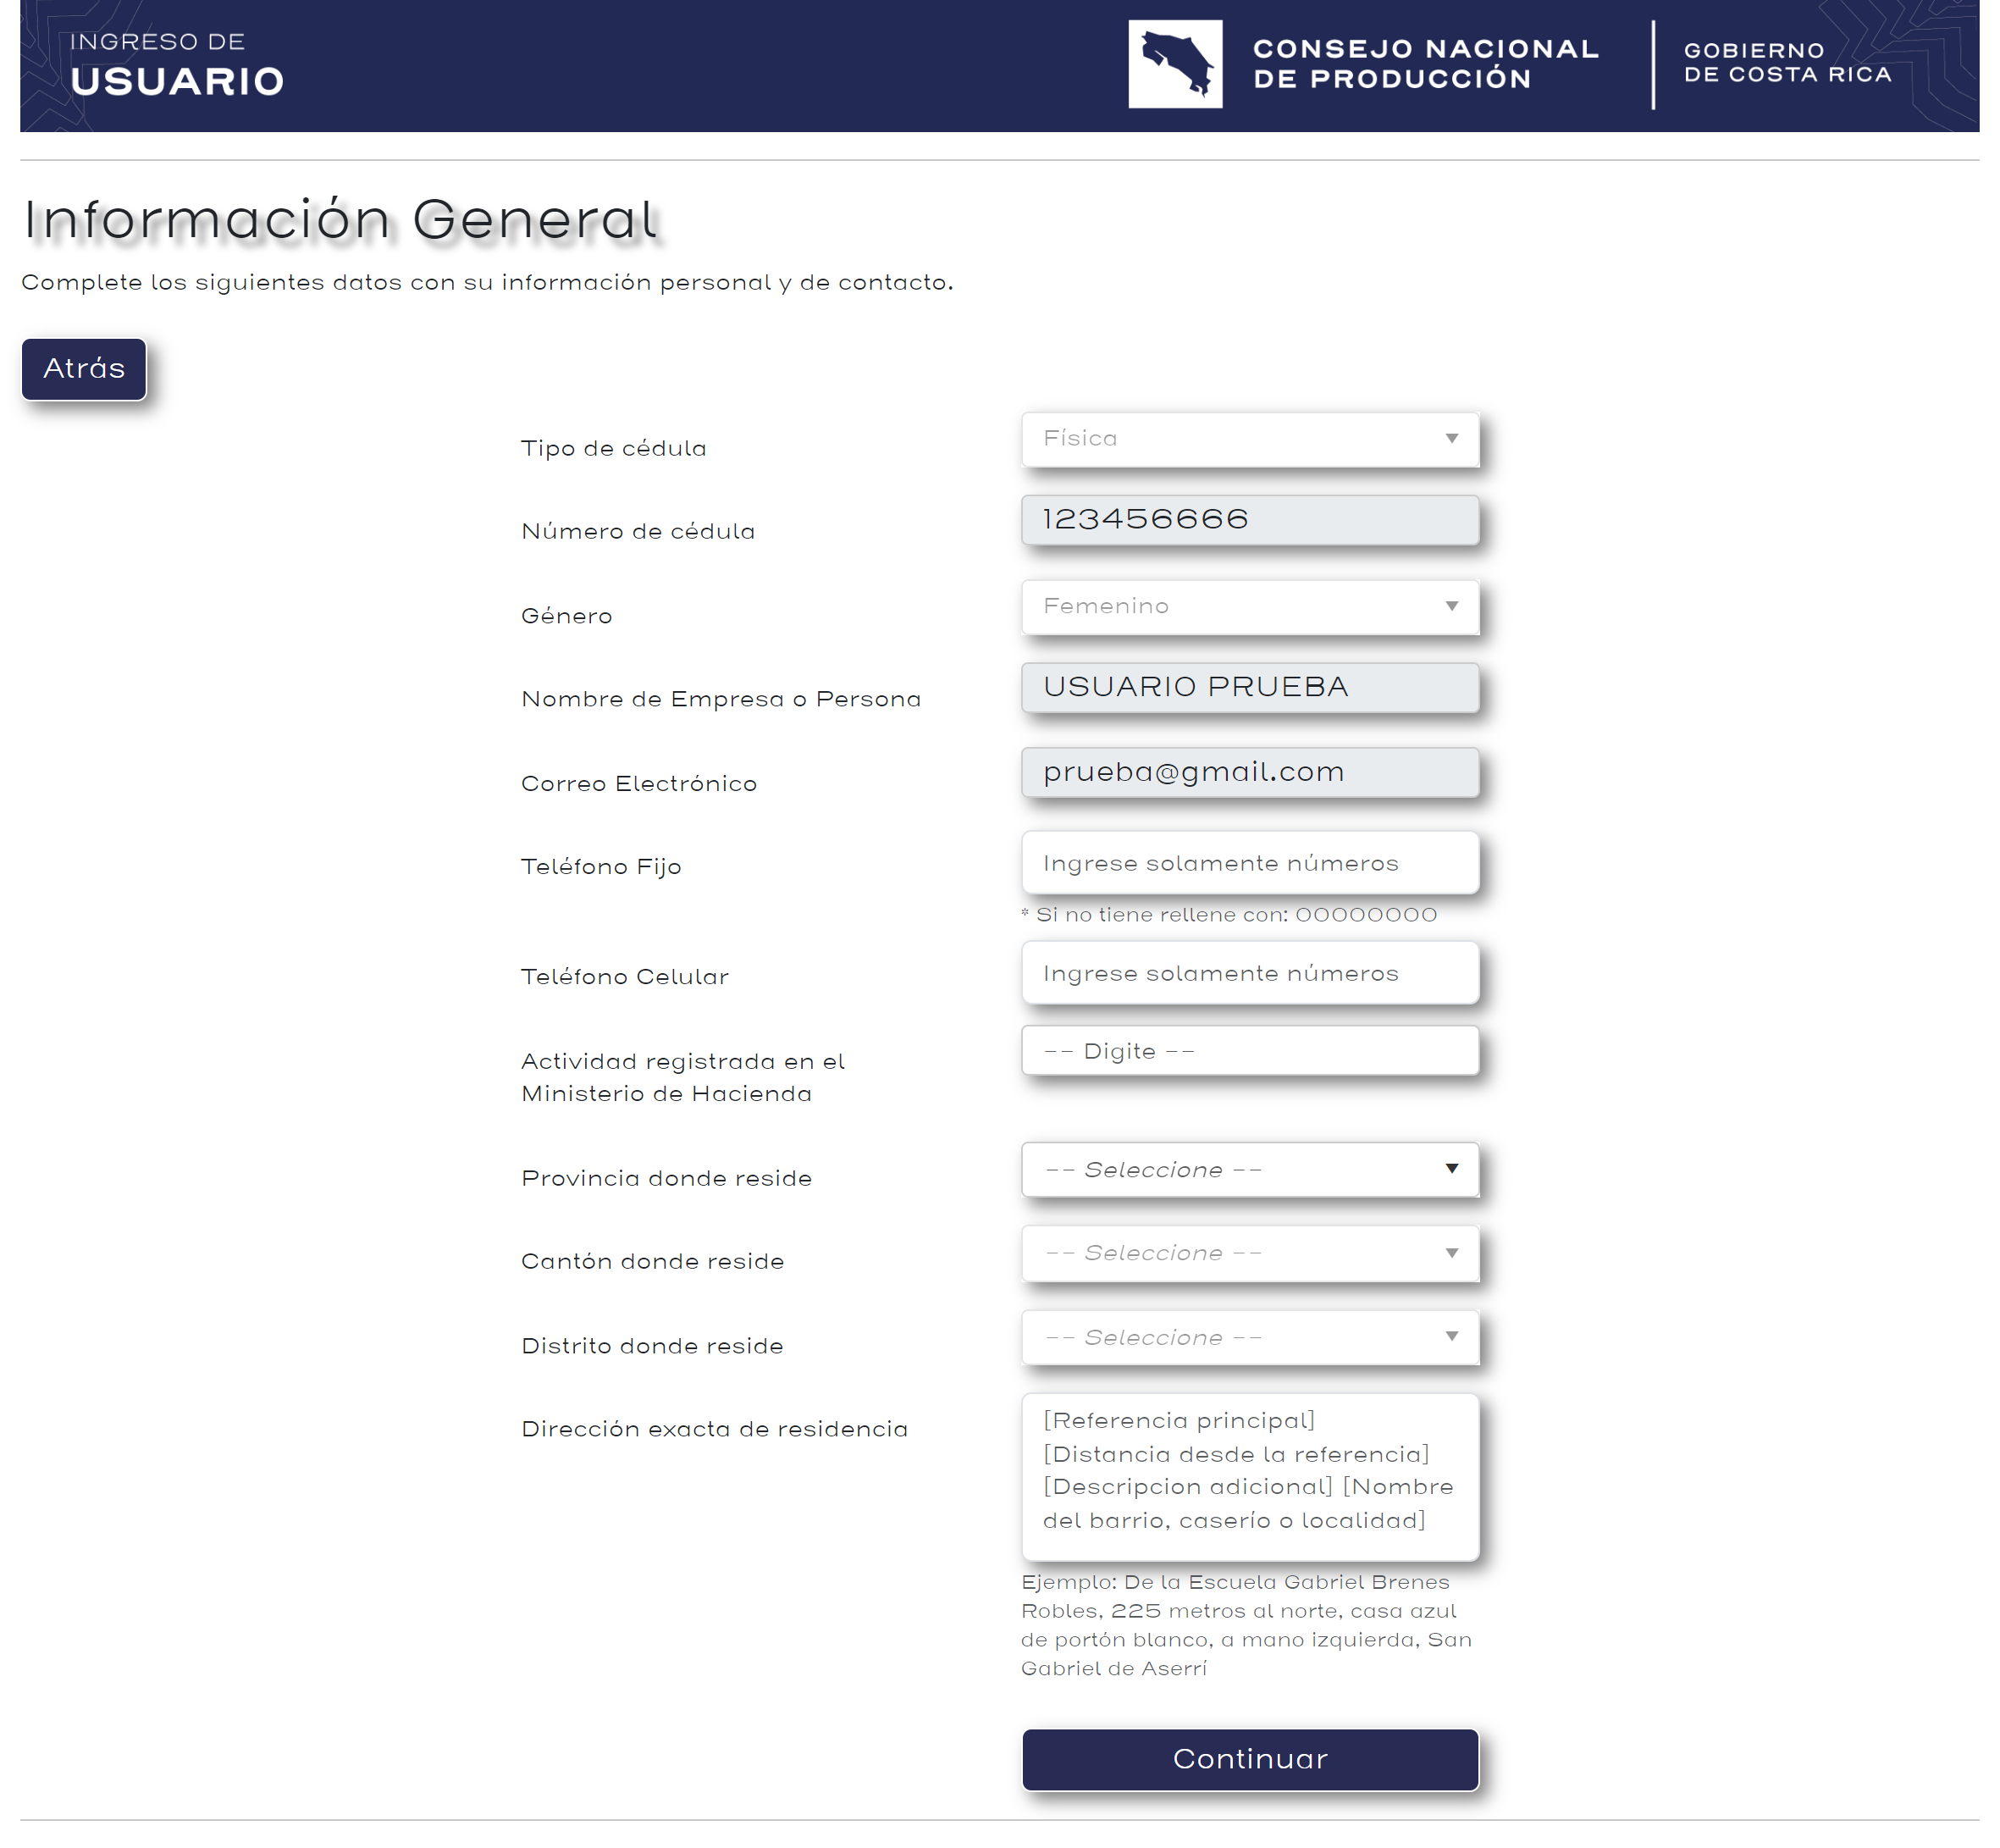 INGRESO DE
USUARIO
CONSEJO NACIONAL
DE PRODUCCIÓN
GOBIERNO
DE COSTA RICA
Información General
Complete los siguientes datos con su información personal y de contacto.
Atrás
Tipo de cédula
Física
Número de cédula
123456666
Género
Femenino
Nombre de Empresa o Persona
USUARIO PRUEBA
Correo Electrónico
prueba@gmail.com
Teléfono Fijo
Ingrese solamente números
* Si no tiene rellene con: 00000000
Teléfono Celular
Ingrese solamente números
Actividad registrada en el
Ministerio de Hacienda
-- Digite --
Provincia donde reside
-- Seleccione --
Cantón donde reside
-- Seleccione --
Distrito donde reside
-- Seleccione --
Dirección exacta de residencia
[Referencia principal]
[Distancia desde la referencia]
[Descripcion adicional] [Nombre
del barrio, caserío o localidad]
Ejemplo: De la Escuela Gabriel Brenes
Robles, 225 metros al norte, casa azul
de portón blanco, a mano izquierda, San
Gabriel de Aserrí
Continuar